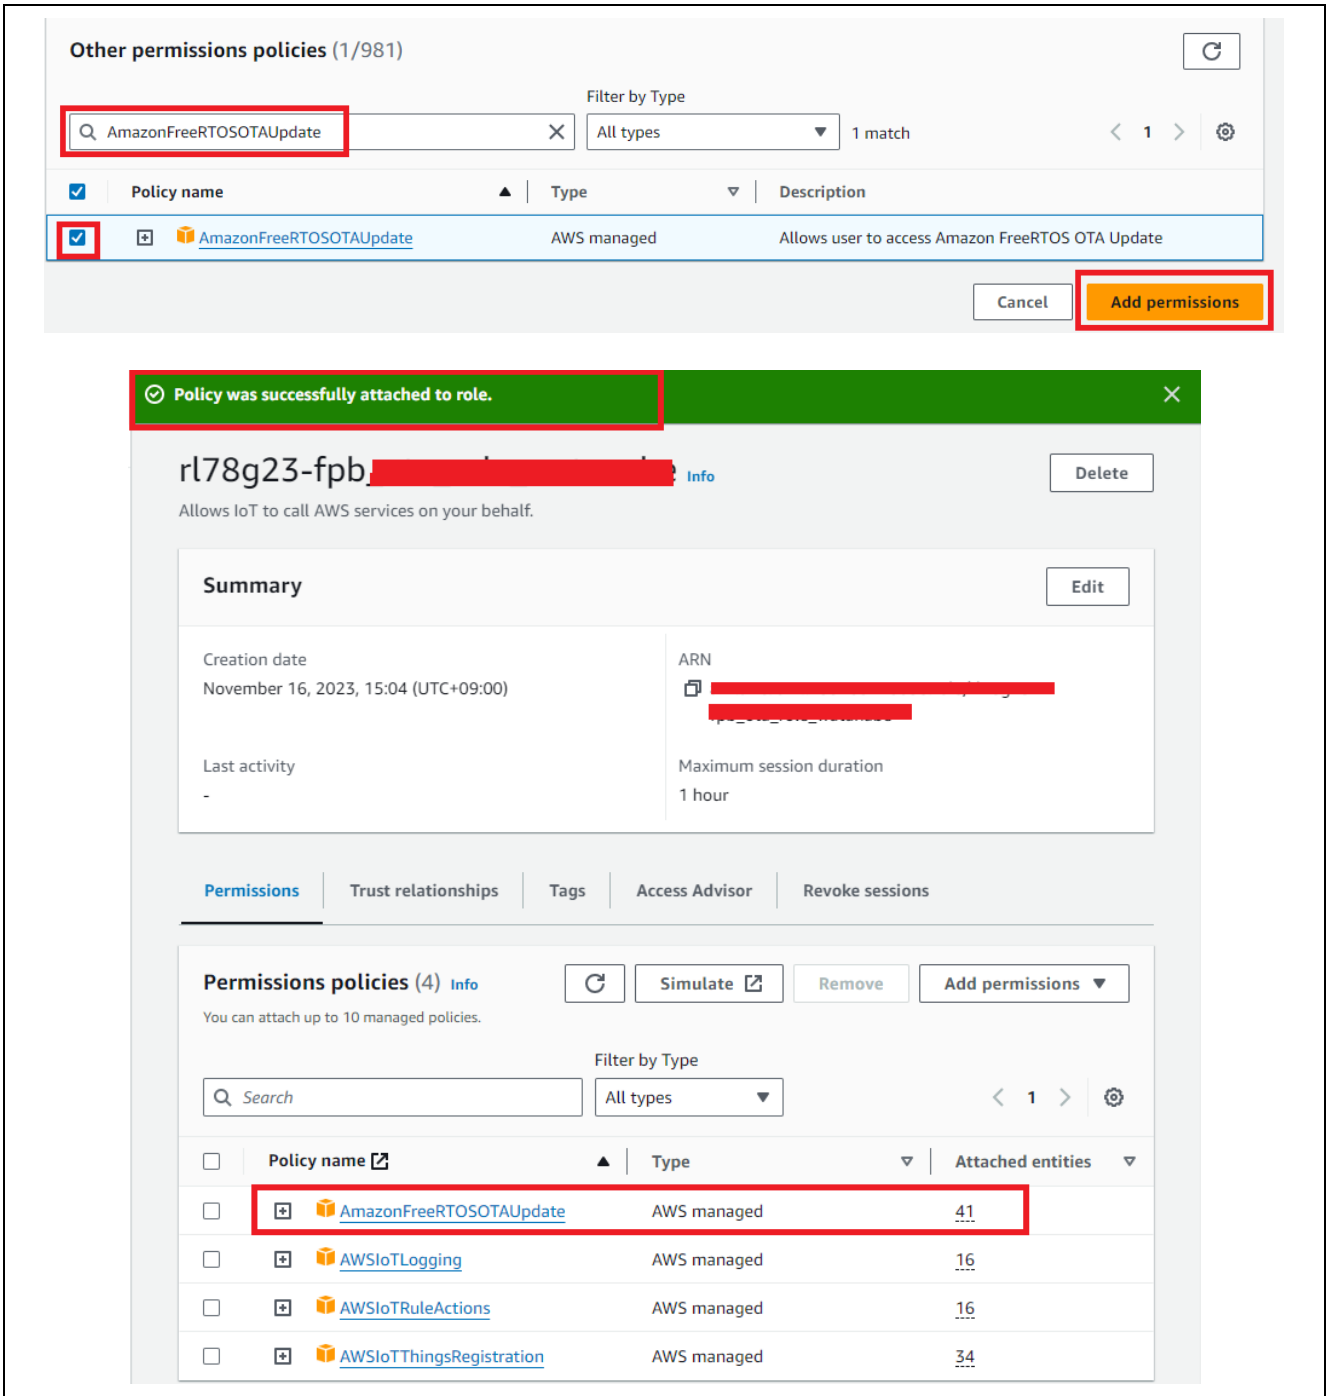 Other permissions policies (1/981)
Filter by Type
AmazonFreeRTOSOTAUpdate
All types
1 match
1
Policy name
Type
Description
AmazonFreeRTOSOTAUpdate
AWS managed
Allows user to access Amazon FreeRTOS OTA Update
Cancel
Add permissions
Policy was successfully attached to role.
rl78g23-fpb
Info
Delete
Allows IoT to call AWS services on your behalf.
Summary
Edit
Creation date
ARN
November 16, 2023, 15:04 (UTC+09:00)
Last activity
Maximum session duration
-
1 hour
Permissions
Trust relationships
Tags
Access Advisor
Revoke sessions
Permissions policies (4) Info
Simulate
Remove
Add permissions
You can attach up to 10 managed policies.
Filter by Type
Search
All types
1
Policy name
Type
Attached entities
AmazonFreeRTOSOTAUpdate
AWS managed
41
AWSIoTLogging
AWS managed
16
AWSIoTRuleActions
AWS managed
16
AWSIoTThingsRegistration
AWS managed
34